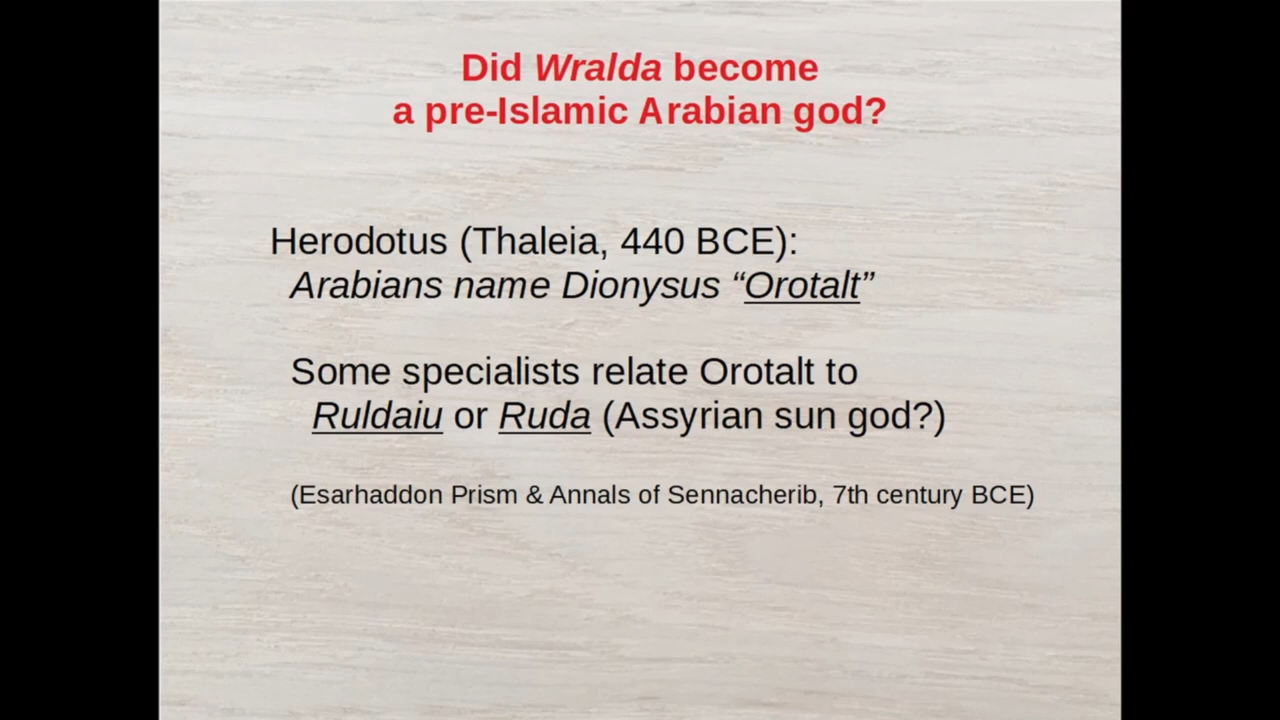 Did Wralda become
a pre-Islamic Arabian god?
Herodotus (Thaleia, 440 BCE):
Arabians name Dionysus “Orotalt”
Some specialists relate Orotalt to
Ruldaiu or Ruda (Assyrian sun god?)
(Esarhaddon Prism & Annals of Sennacherib, 7th century BCE)